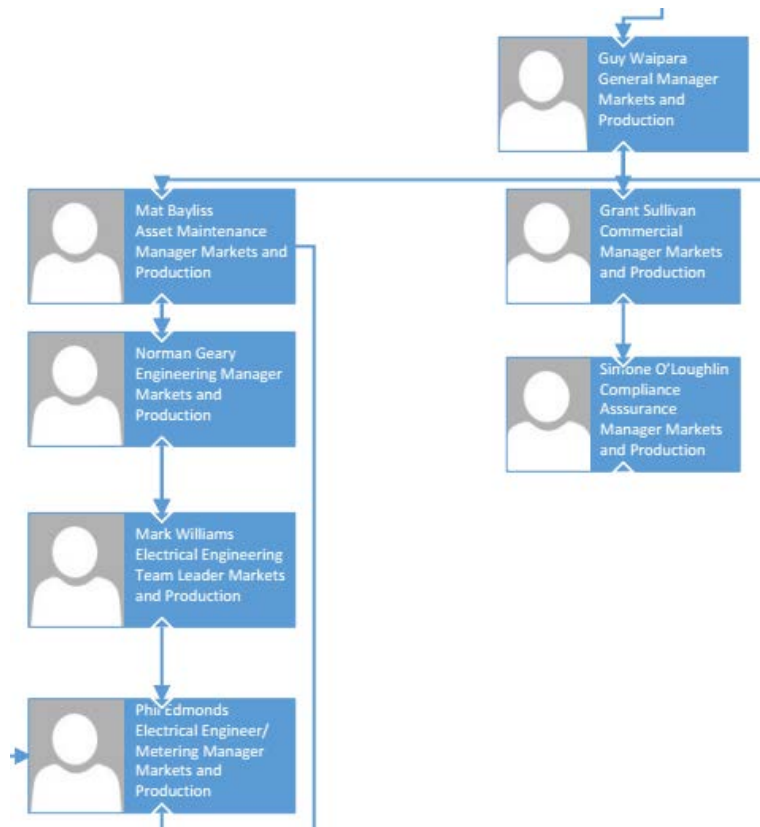 Guy Waipara
General Manager
Markets and
Production
Mat Bayliss
Asset Maintenance
Manager Markets and
Production
Grant Sullivan
Commercial
Manager Markets
and Production
Norman Geary
Engineering Manager
Markets and
Production
Simone O'Loughlin
Compliance
Asssurance
Manager Markets
and Production
Mark Williams
Electrical Engineering
Team Leader Markets
and Production
Phil Edmonds
Electrical Engineer/
Metering Manager
Markets and
Production